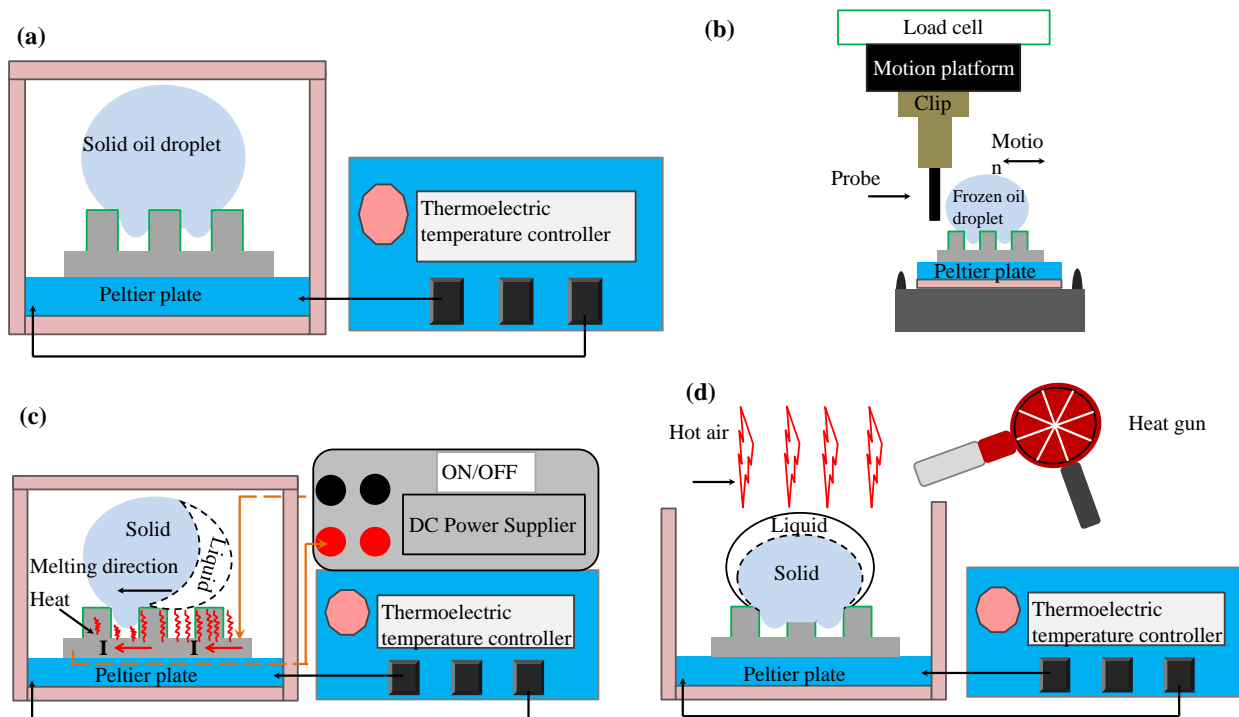 (a)
Solid oil droplet
Thermoelectric
temperature controller
Peltier plate
(b)
Load cell
Motion platform
Clip
Motio
n
Probe
Frozen oil
droplet
Peltier plate
(c)
ON/OFF
DC Power Supplier
Solid
Liquid
Melting direction
Heat
I
I
Thermoelectric
temperature controller
Peltier plate
(d)
Hot air
Heat gun
Liquid
Solid
Thermoelectric
temperature controller
Peltier plate